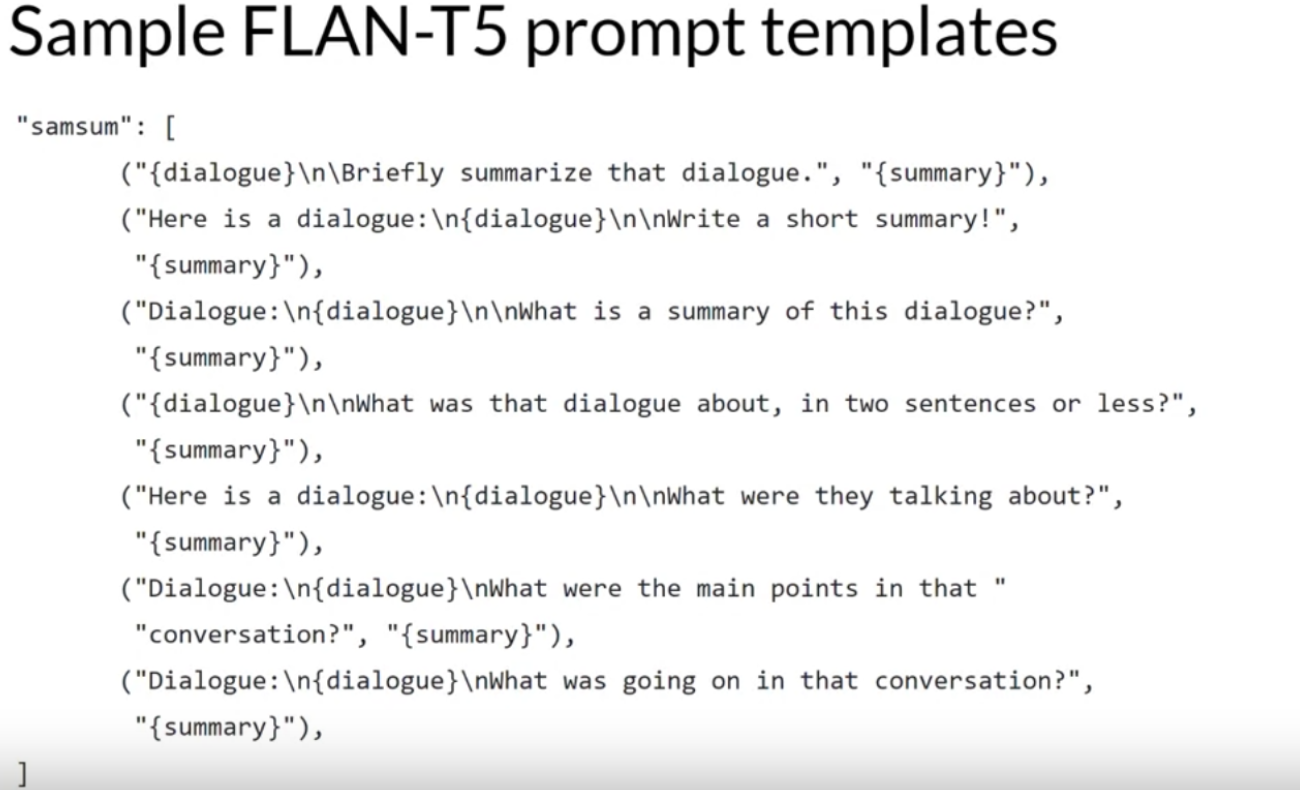 Sample FLAN-T5 prompt templates
"samsum": [
("{dialogue}\n\Briefly summarize that dialogue.", "{summary}"),
("Here is a dialogue:\n{dialogue}\n\nWrite a short summary!",
"{summary}"),
("Dialogue:\n{dialogue}\n\nWhat is a summary of this dialogue?",
"{summary}"),
("{dialogue}\n\nWhat was that dialogue about, in two sentences or less?",
"{summary}"),
("Here is a dialogue:\n{dialogue}\n\nWhat were they talking about?",
"{summary}"),
("Dialogue:\n{dialogue}\nWhat were the main points in that "
"conversation?", "{summary}"),
("Dialogue:\n{dialogue}\nWhat was going on in that conversation?",
"{summary}"),
]